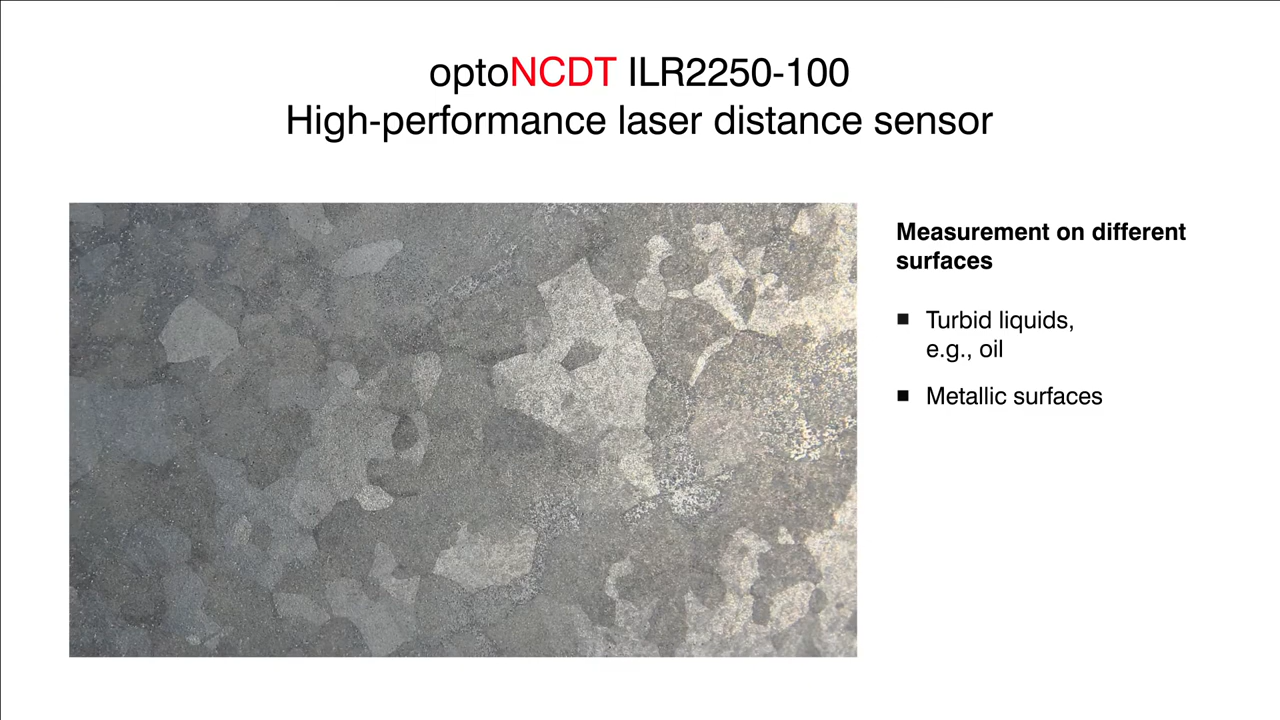 optoNCDT ILR2250-100
High-performance laser distance sensor
Measurement on different
surfaces
■ Turbid liquids,
e.g., oil
■ Metallic surfaces